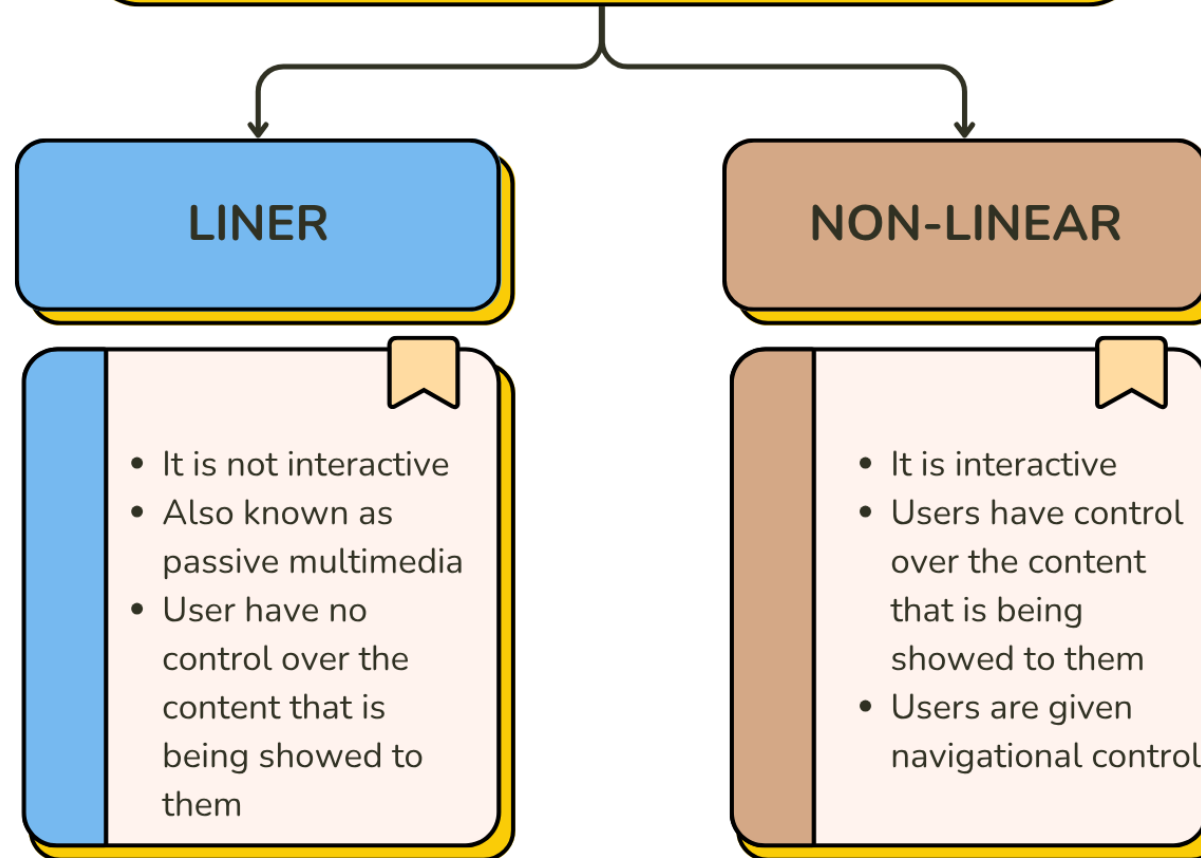 LINER
• It is not interactive
• Also known as
passive multimedia
• User have no
control over the
content that is
being showed to
them
NON-LINEAR
• It is interactive
• Users have control
over the content
that is being
showed to them
• Users are given
navigational control